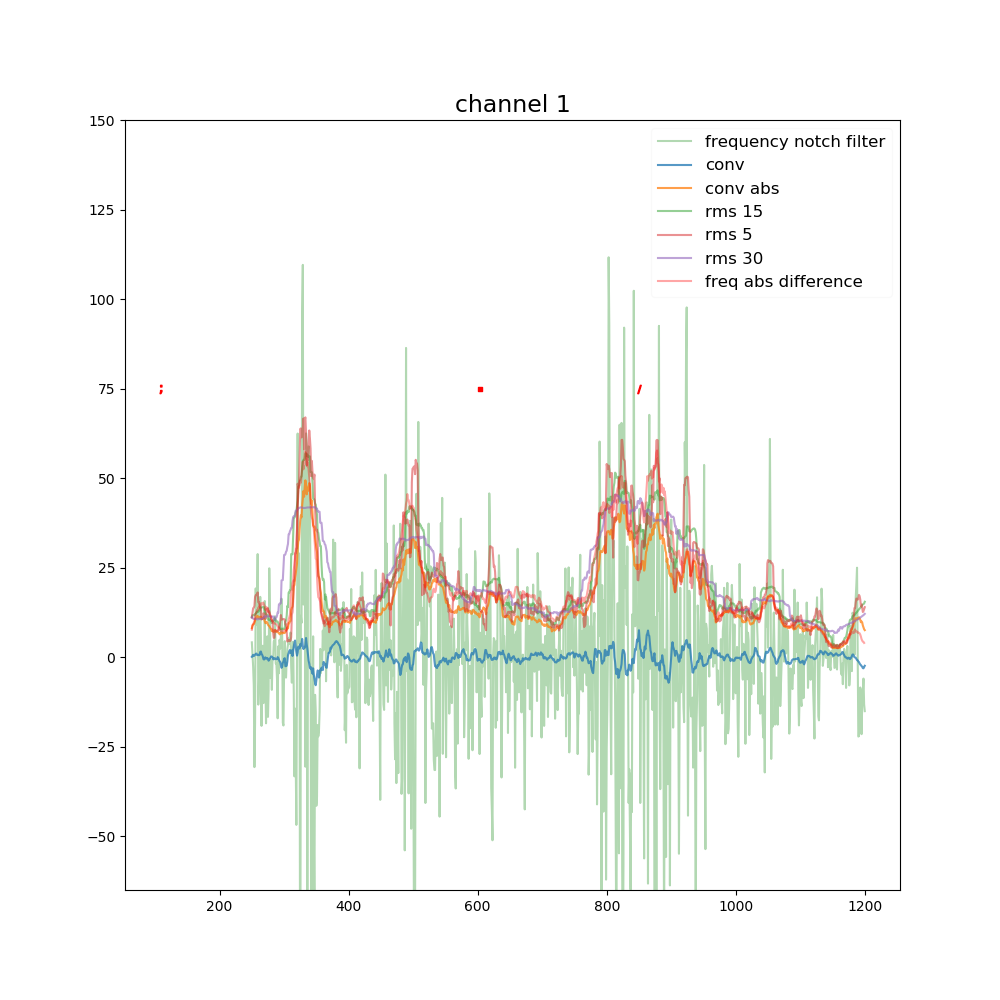 channel 1
150
125
100
75
50
25
0
−25
−50
frequency notch filter
conv
conv abs
rms 15
rms 5
rms 30
freq abs difference
; . /
200 400 600 800 1000 1200